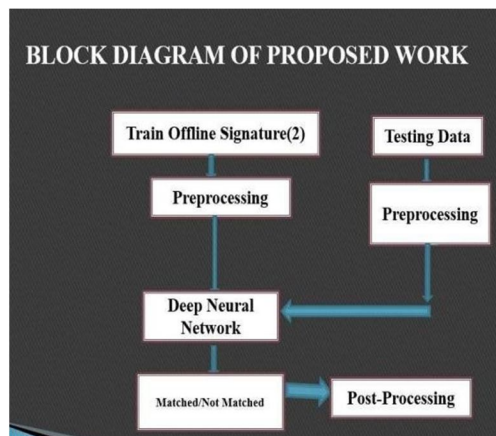 BLOCK DIAGRAM OF PROPOSED WORK
Train Offline Signature(2)
Testing Data
Preprocessing
Preprocessing
Deep Neural
Network
Matched/Not Matched
Post-Processing